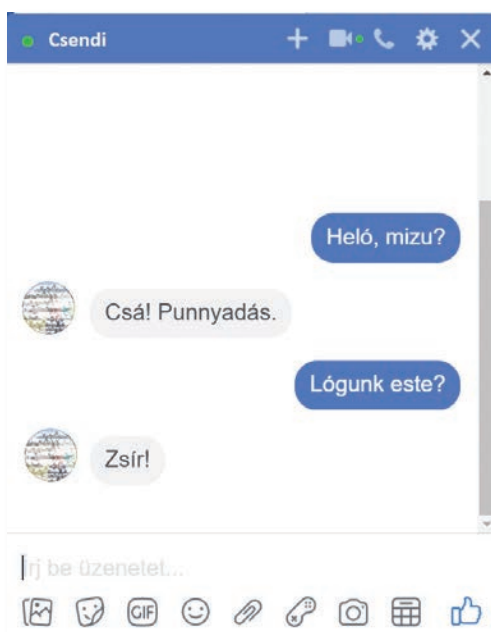 Csendi
Heló, mizu?
Csá! Punnyadás.
Lógunk este?
Zsír!
Írj be üzenetet...
GIF